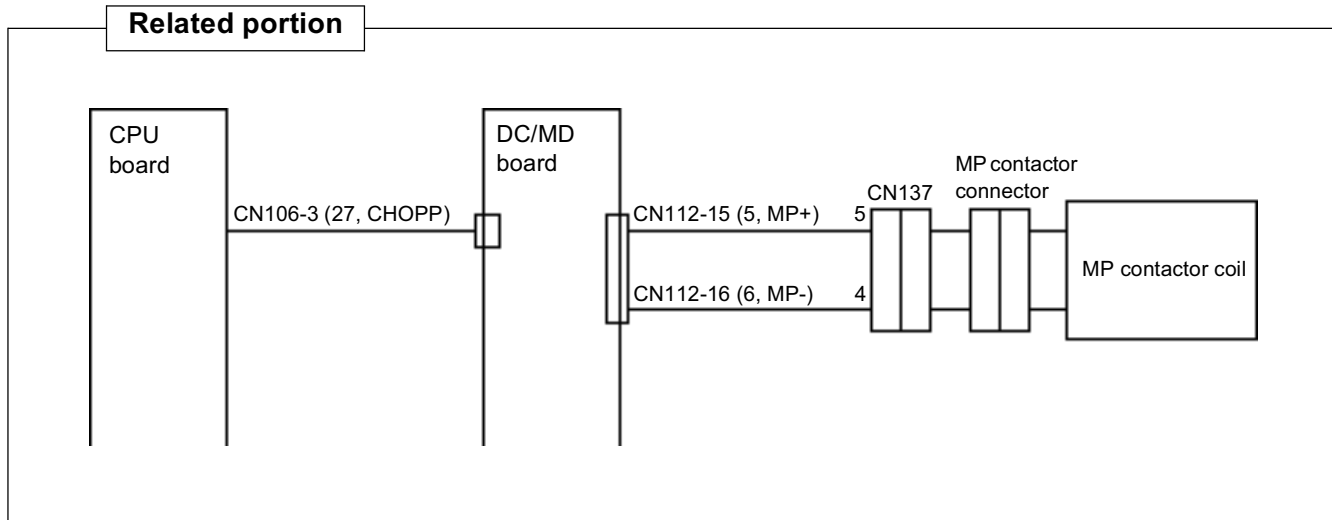 Related portion
CPU
board
DC/MD
board
CN106-3 (27, CHOPP)
CN112-15 (5, MP+)
5
CN112-16 (6, MP-)
4
CN137
MP contactor
connector
MP contactor coil